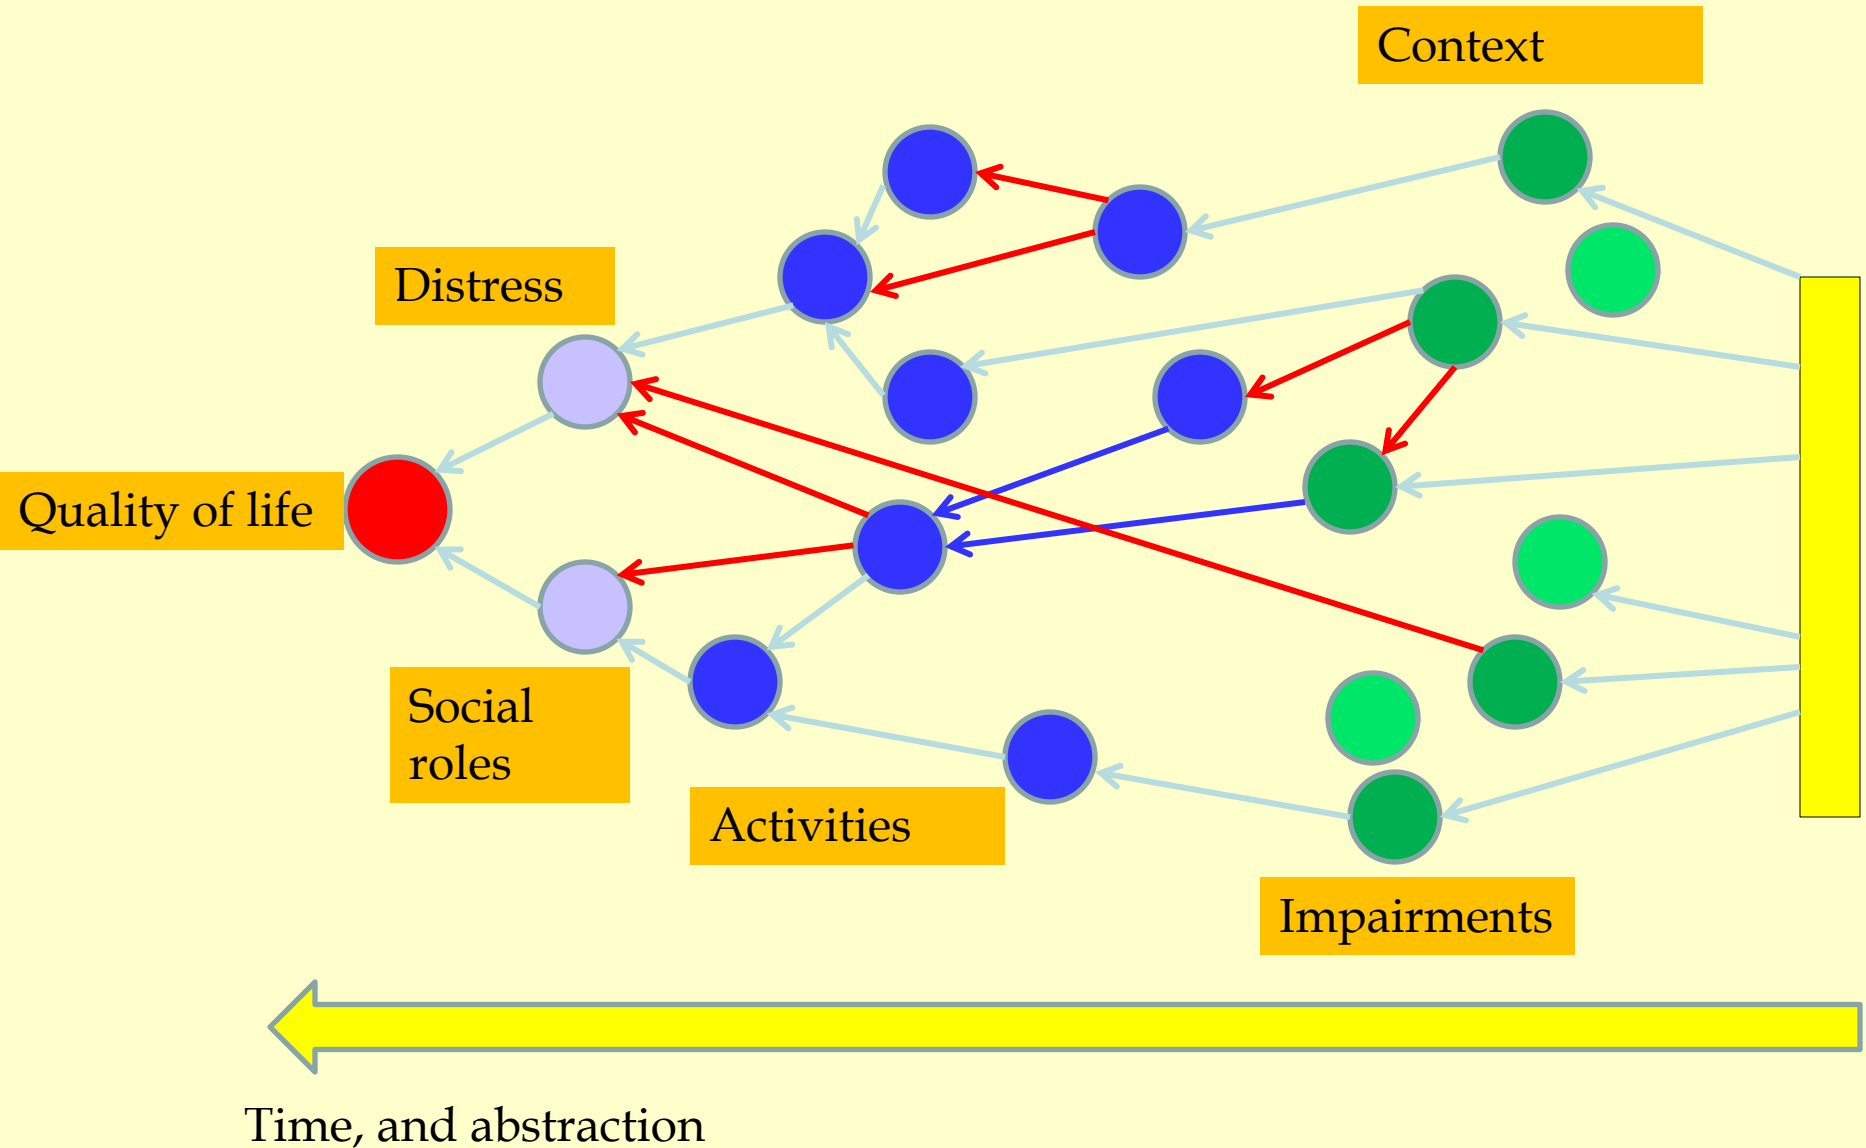 Context
Distress
Quality of life
Social
roles
Activities
Impairments
Time, and abstraction